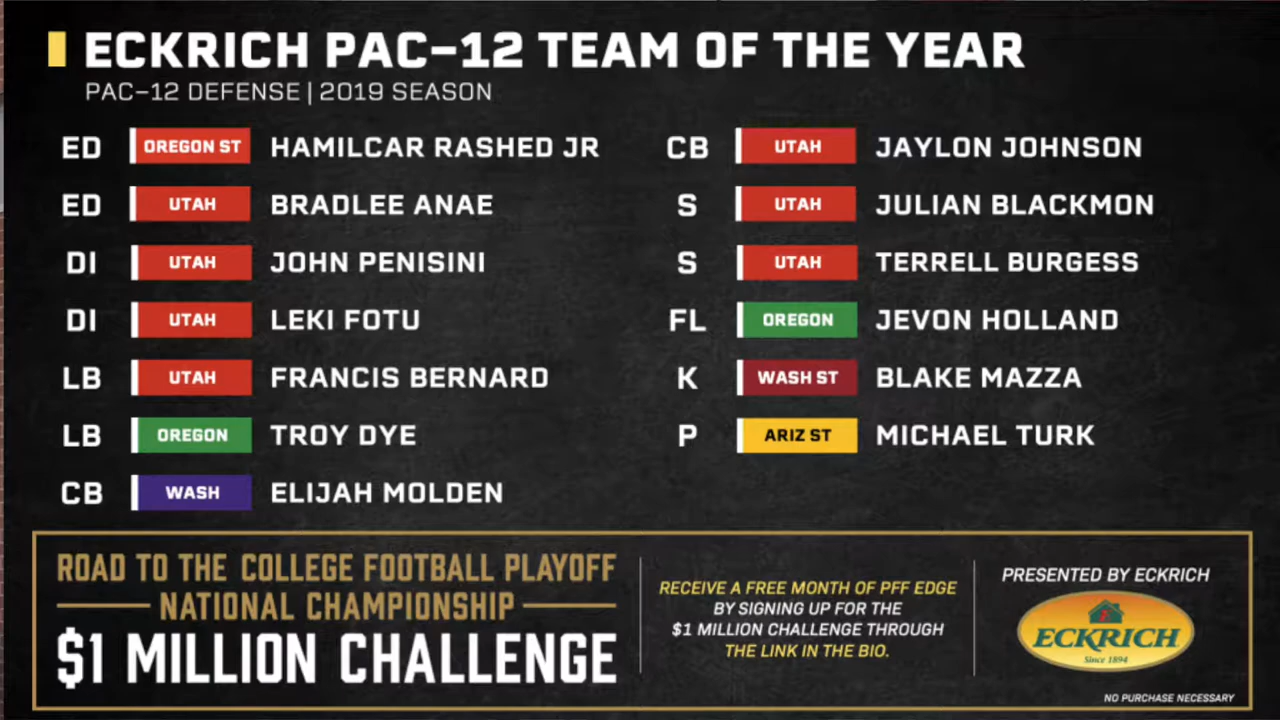 ECKRICH PAC-12 TEAM OF THE YEAR
PAC-12 DEFENSE | 2019 SEASON
ED OREGON ST HAMILCAR RASHED JR
ED UTAH BRADLEE ANAE
DI UTAH JOHN PENISINI
DI UTAH LEKI FOTU
LB UTAH FRANCIS BERNARD
LB OREGON TROY DYE
CB WASH ELIJAH MOLDEN
CB UTAH JAYLON JOHNSON
S UTAH JULIAN BLACKMON
S UTAH TERRELL BURGESS
FL OREGON JEVON HOLLAND
K WASH ST BLAKE MAZZA
P ARIZ ST MICHAEL TURK
ROAD TO THE COLLEGE FOOTBALL PLAYOFF
NATIONAL CHAMPIONSHIP
$1 MILLION CHALLENGE
RECEIVE A FREE MONTH OF PFF EDGE
BY SIGNING UP FOR THE
$1 MILLION CHALLENGE THROUGH
THE LINK IN THE BIO.
PRESENTED BY ECKRICH
ECKRICH
Since 1894
NO PURCHASE NECESSARY